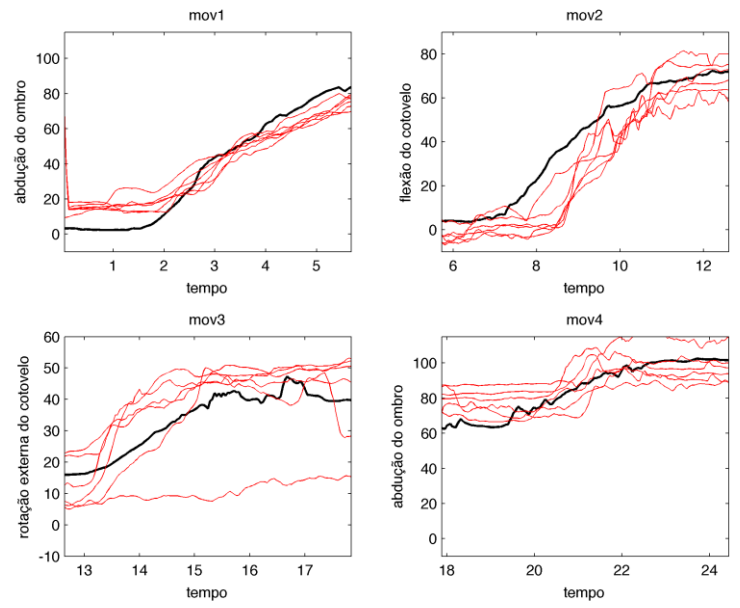 mov1
100
80
60
40
20
0
abdução do ombro
1 2 3 4 5
tempo
mov2
80
60
40
20
0
flexão do cotovelo
6 8 10 12
tempo
mov3
60
50
40
30
20
10
0
-10
rotação externa do cotovelo
13 14 15 16 17
tempo
mov4
100
80
60
40
20
0
abdução do ombro
18 20 22 24
tempo